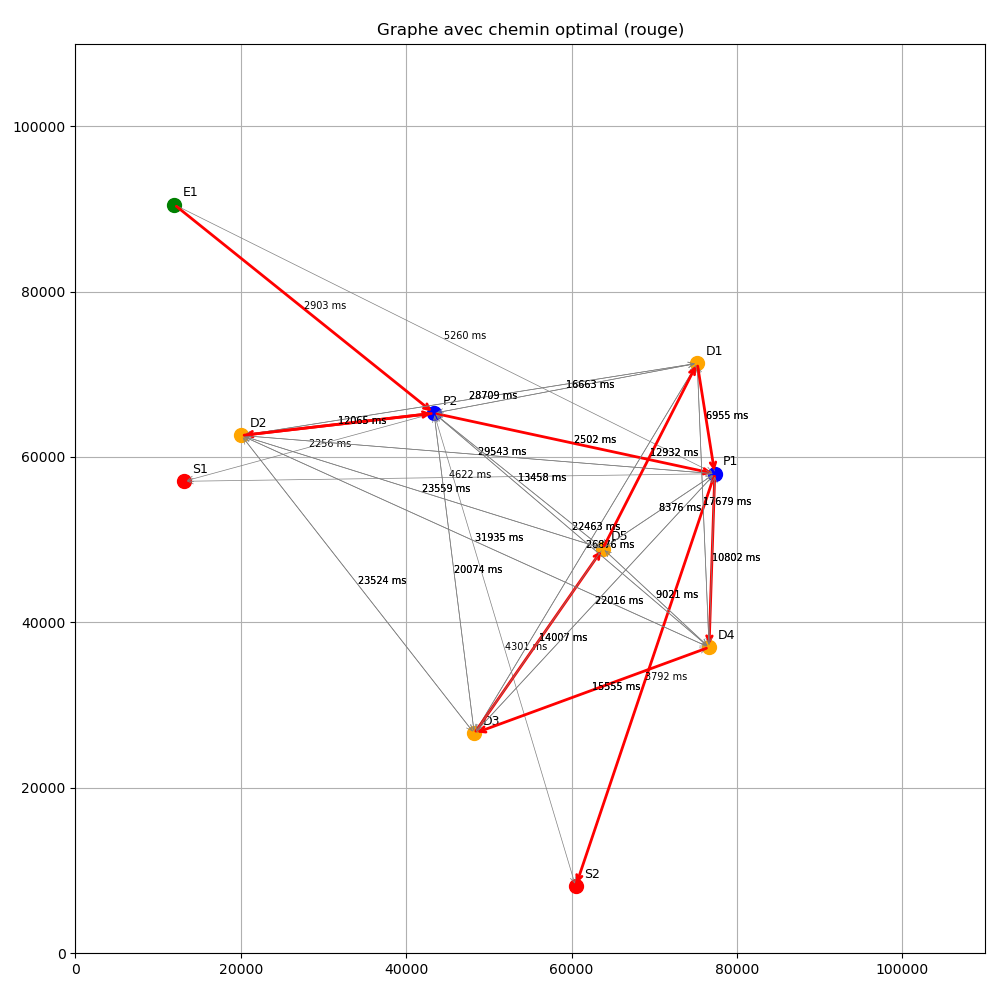 Graphe avec chemin optimal (rouge)
100000
80000
60000
40000
20000
0
E1
2903 ms
5260 ms
D1
16663 ms
28709 ms
P2
6955 ms
D2
12065 ms
2256 ms
2502 ms
29543 ms
12932 ms
P1
S1
4622 ms
13458 ms
23559 ms
17679 ms
8376 ms
22463 ms
D5
31935 ms
10802 ms
20074 ms
23524 ms
9021 ms
22016 ms
D4
14007 ms
4301 ms
3792 ms
15555 ms
D3
S2
0
20000
40000
60000
80000
100000